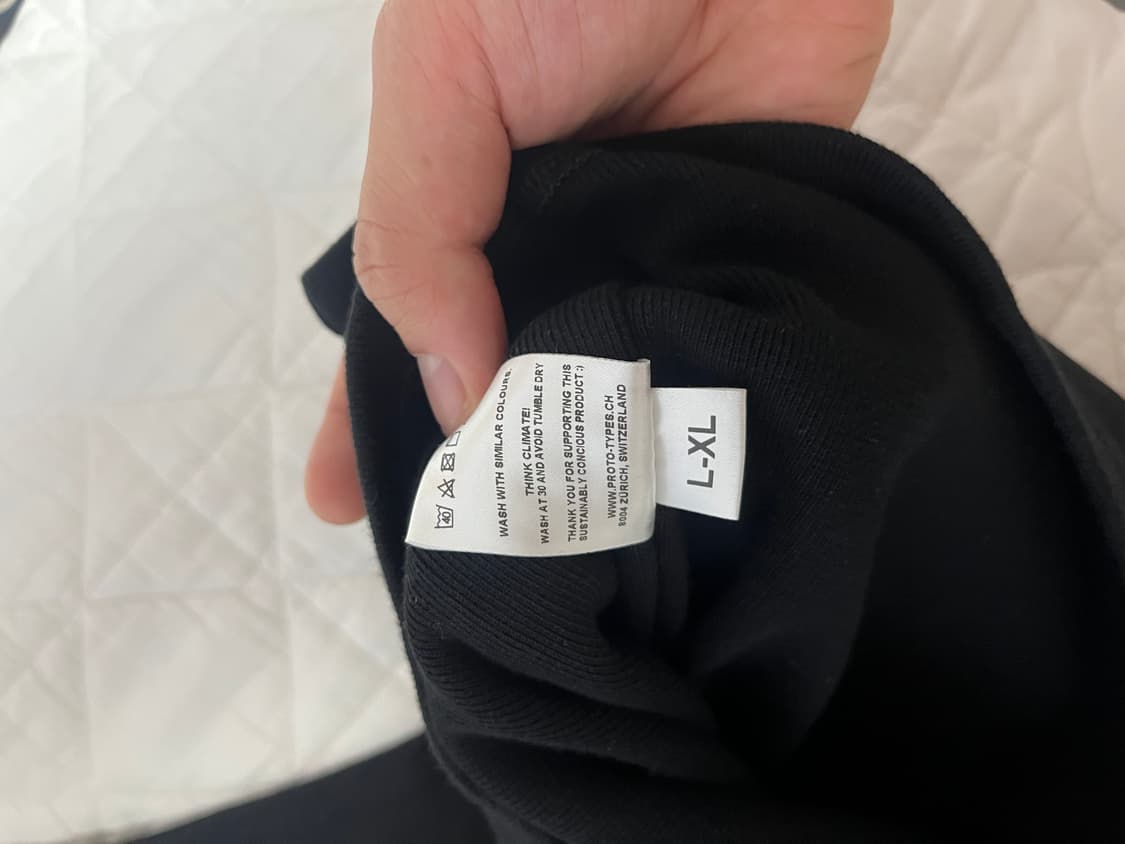 40
WASH WITH SIMILAR COLOURS.
THINK CLIMATE!
WASH AT 30 AND AVOID TUMBLE DRY
THANK YOU FOR SUPPORTING THIS
SUSTAINABLY CONCIOUS PRODUCT :)
WWW.PROTO-TYPES.CH
8004 ZÜRICH, SWITZERLAND
L-XL